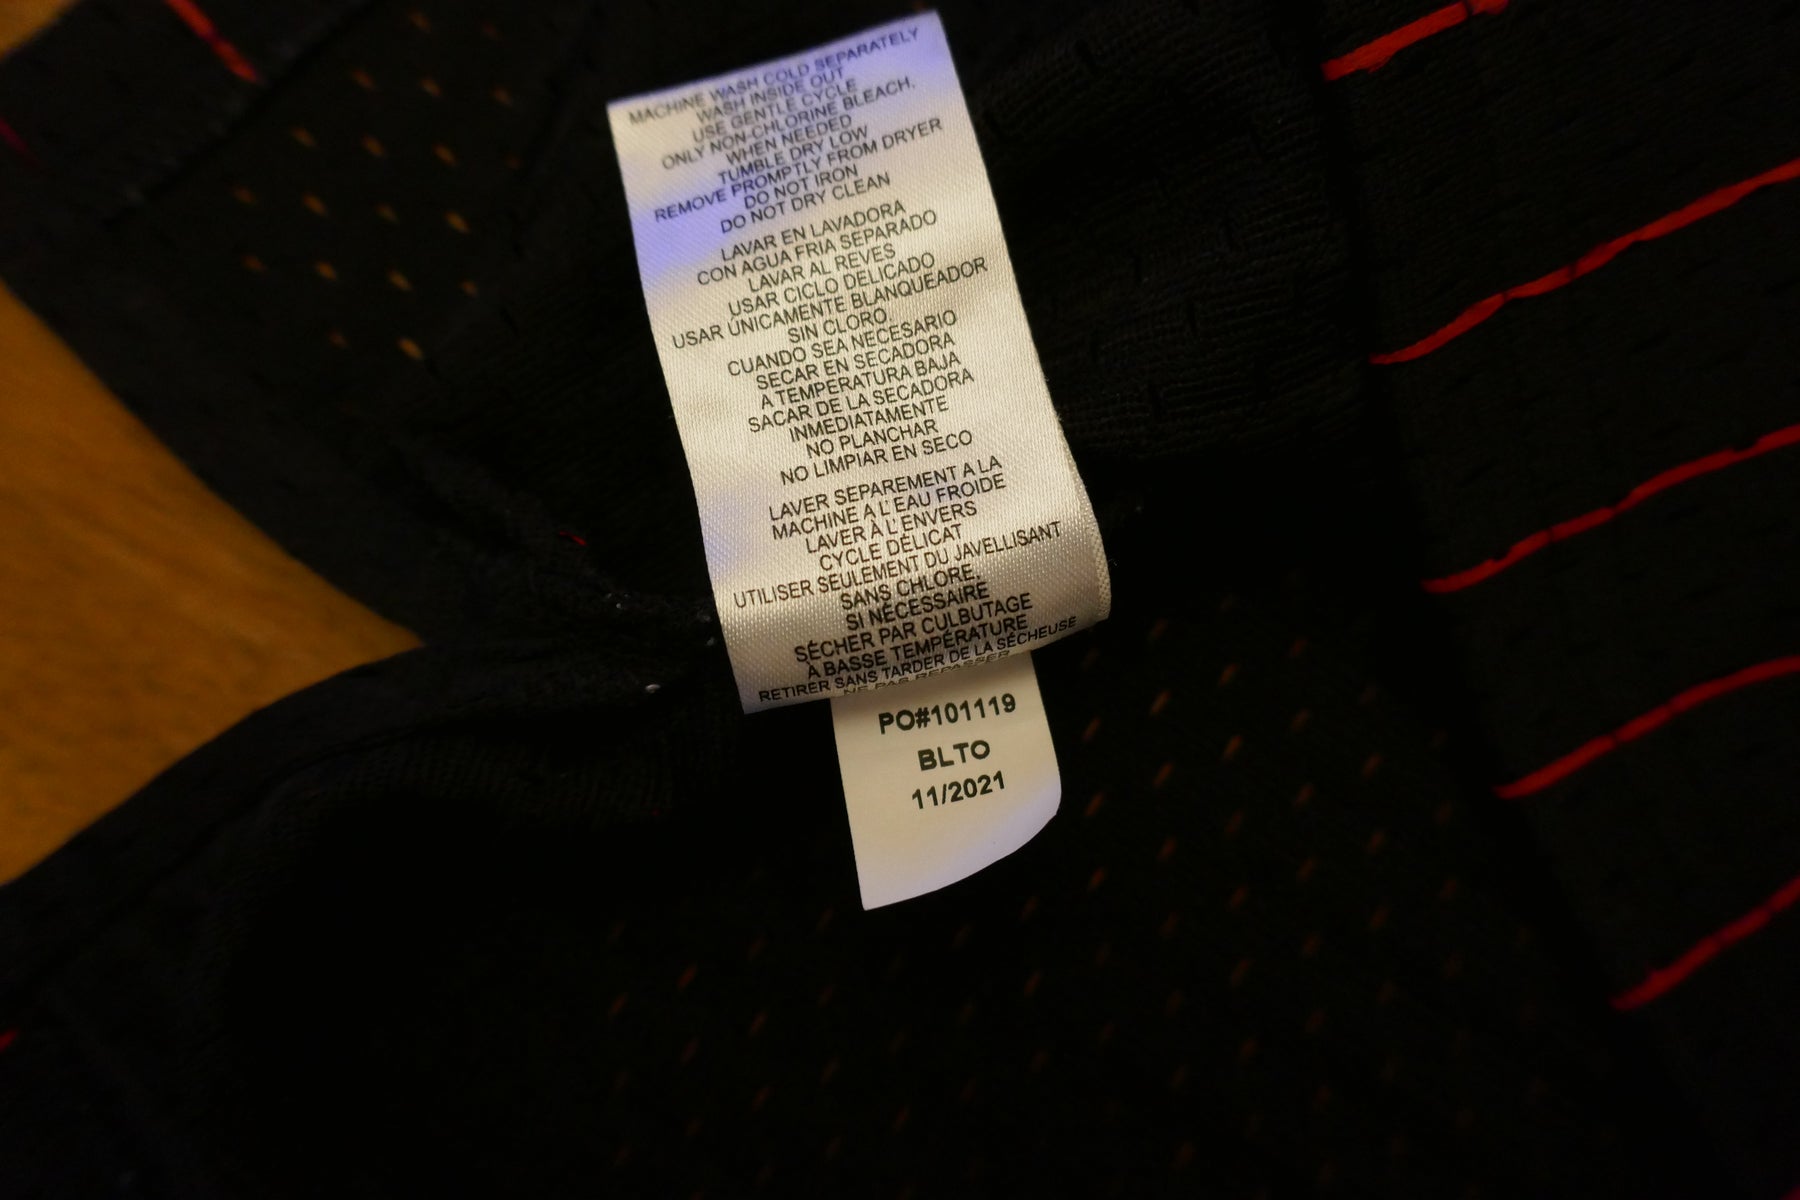 MACHINE WASH COLD SEPARATELY
WASH INSIDE OUT
USE GENTLE CYCLE
ONLY NON-CHLORINE BLEACH.
WHEN NEEDED
TUMBLE DRY LOW
REMOVE PROMPTLY FROM DRYER
DO NOT IRON
DO NOT DRY CLEAN
LAVAR EN LAVADORA
CON AGUA FRIA SEPARADO
LAVAR AL REVES
USAR CICLO DELICADO
USAR ÚNICAMENTE BLANQUEADOR
SIN CLORO
CUANDO SEA NECESARIO
SECAR EN SECADORA
A TEMPERATURA BAJA
SACAR DE LA SECADORA
INMEDIATAMENTE
NO PLANCHAR
NO LIMPIAR EN SECO
LAVER SEPAREMENT A LA
MACHINE A L'EAU FROIDE
LAVER À L'ENVERS
CYCLE DÉLICAT
UTILISER SEULEMENT DU JAVELLISANT
SANS CHLORE.
SI NÉCESSAIRE
SÉCHER PAR CULBUTAGE
À BASSE TEMPÉRATURE
RETIRER SANS TARDER DE LA SÉCHEUSE
NE PAS REPASSER
PO#101119
BLTO
11/2021